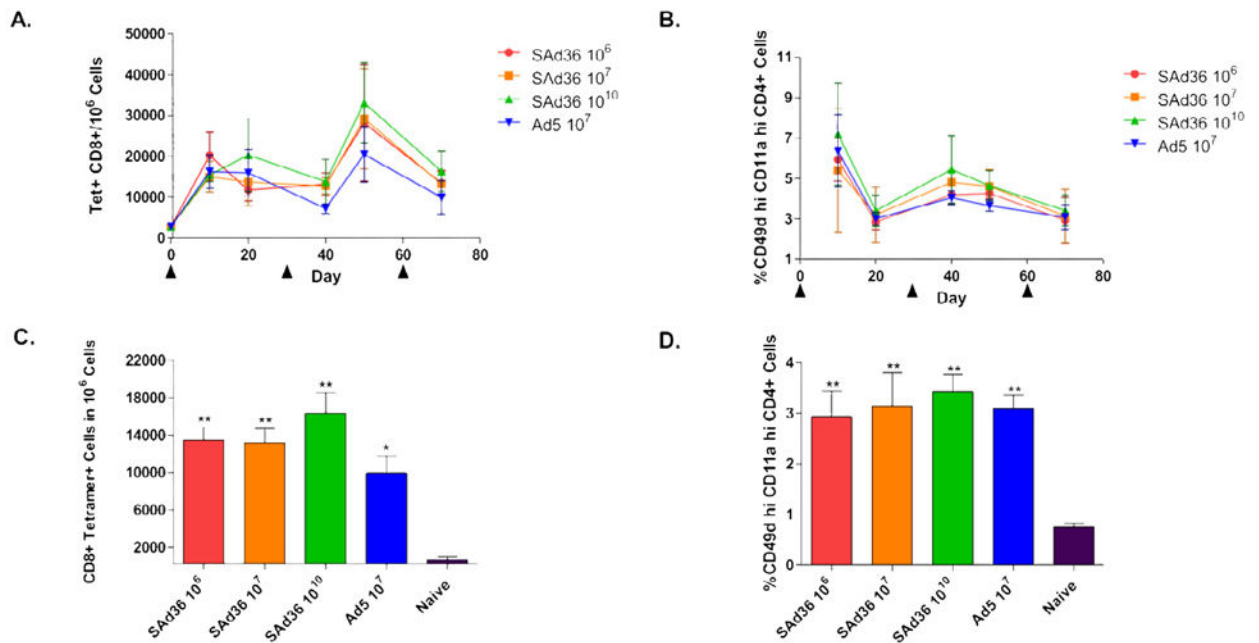 A.
Tet+ CD8+/10⁶ Cells
50000
40000
30000
20000
10000
0
0 20 40 60 80
Day
SAd36 10⁶
SAd36 10⁷
SAd36 10¹⁰
Ad5 10⁷
B.
%CD49d hi CD11a hi CD4+ Cells
11
9
7
5
3
1
0 20 40 60 80
Day
SAd36 10⁶
SAd36 10⁷
SAd36 10¹⁰
Ad5 10⁷
C.
CD8+ Tetramer+ Cells in 10⁶ Cells
22000
18000
14000
10000
6000
2000
** ** ** *
SAd36 10⁶
SAd36 10⁷
SAd36 10¹⁰
Ad5 10⁷
Naive
D.
%CD49d hi CD11a hi CD4+ Cells
4
3
2
1
0
** ** ** **
SAd36 10⁶
SAd36 10⁷
SAd36 10¹⁰
Ad5 10⁷
Naive